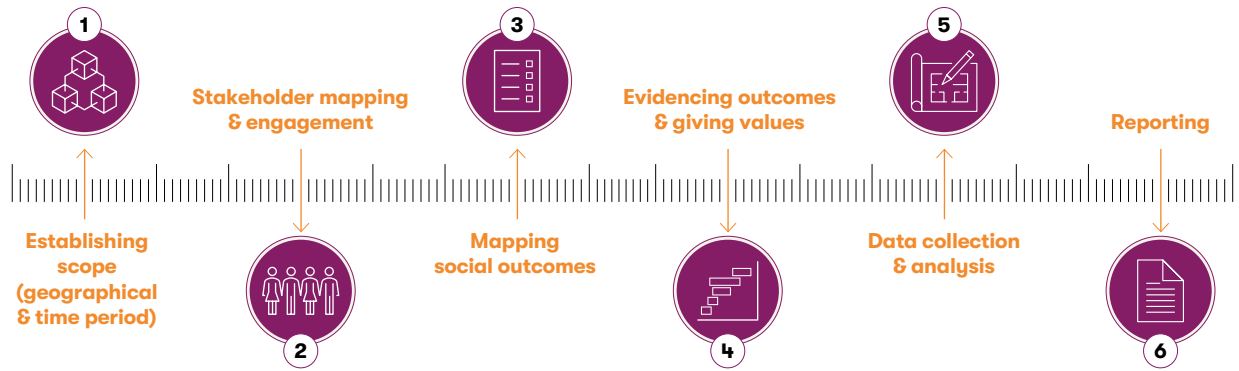 1
Establishing
scope
(geographical
& time period)
Stakeholder mapping
& engagement
2
3
Mapping
social outcomes
Evidencing outcomes
& giving values
4
5
Data collection
& analysis
Reporting
6